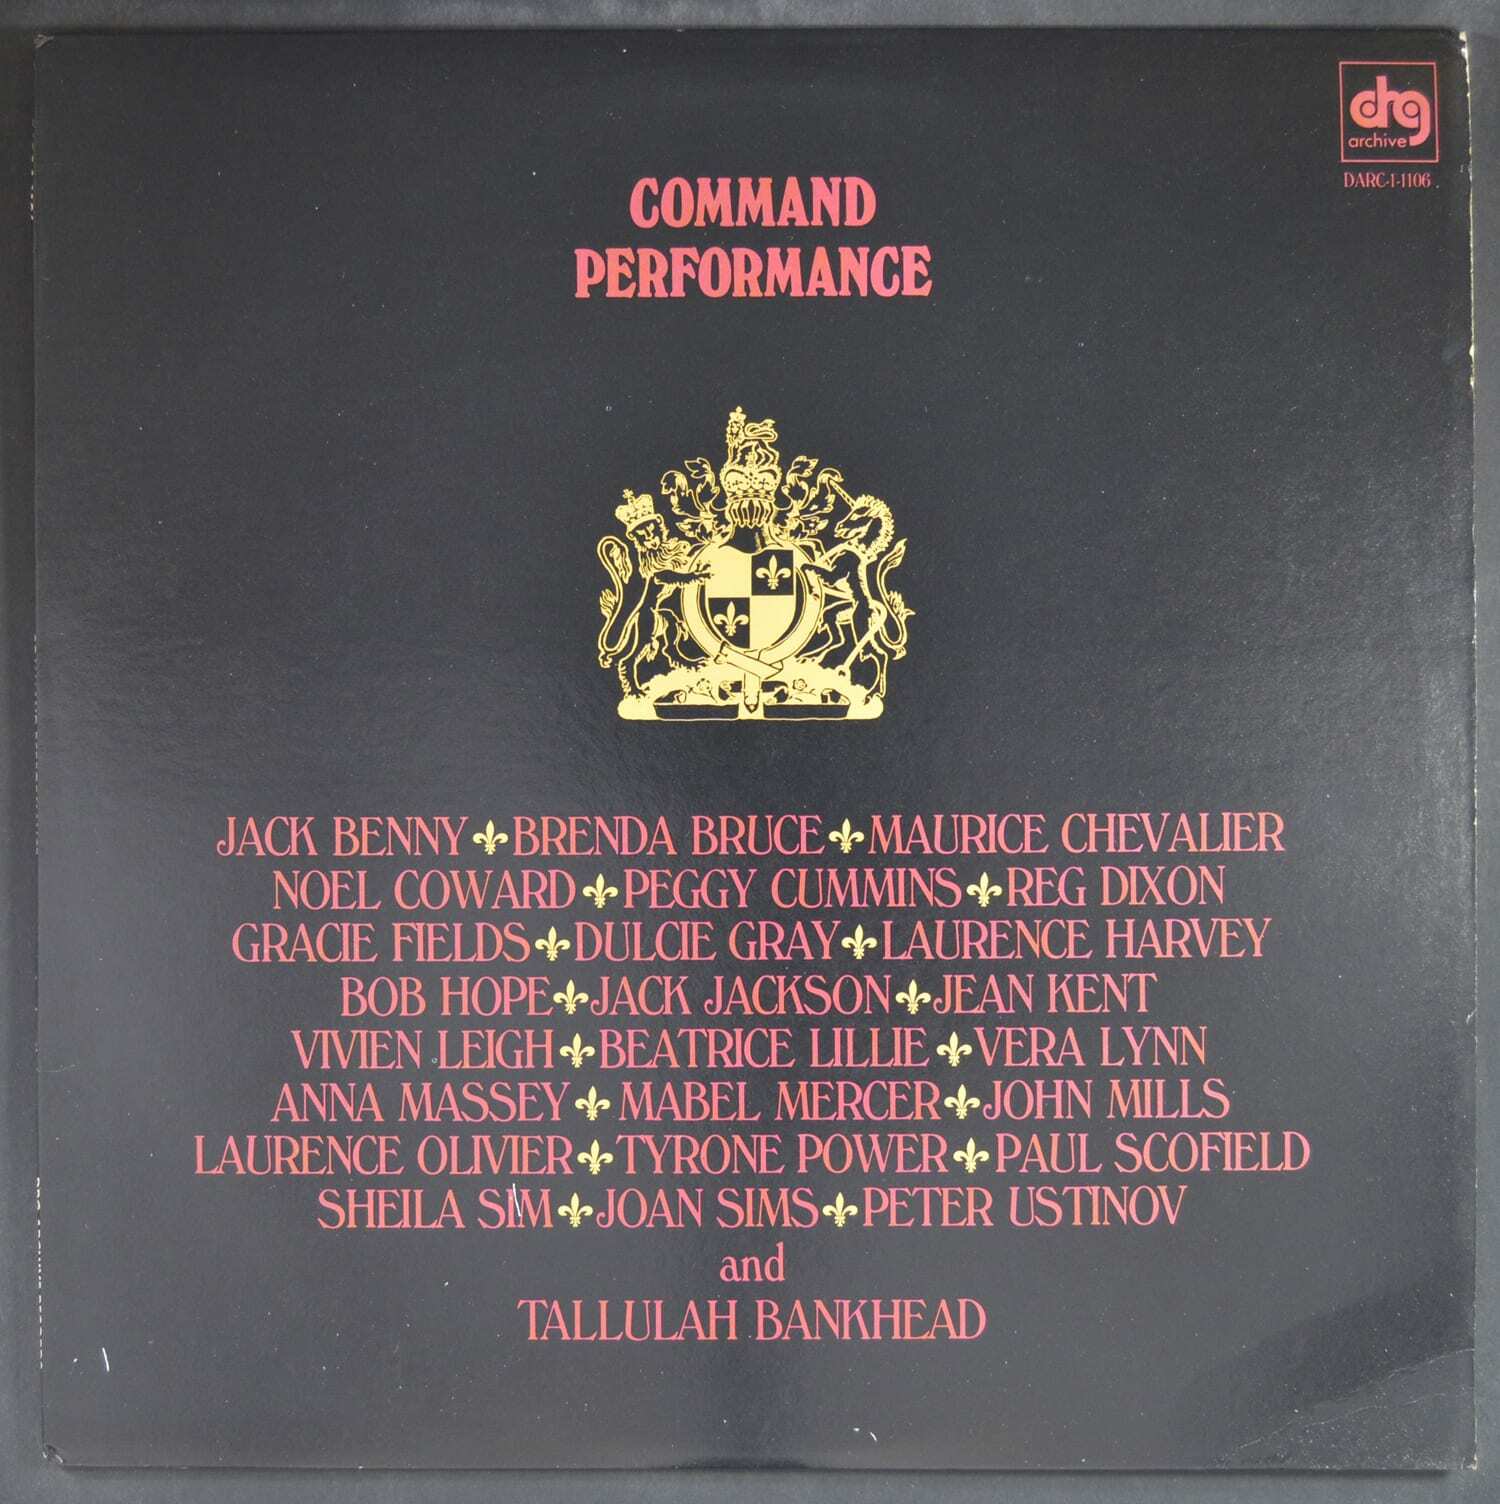 drg
archive
DARC-1-1106
COMMAND
PERFORMANCE
JACK BENNY BRENDA BRUCE MAURICE CHEVALIER
NOEL COWARD PEGGY CUMMINS REG DIXON
GRACIE FIELDS DULCIE GRAY LAURENCE HARVEY
BOB HOPE JACK JACKSON JEAN KENT
VIVIEN LEIGH BEATRICE LILLIE VERA LYNN
ANNA MASSEY MABEL MERCER JOHN MILLS
LAURENCE OLIVIER TYRONE POWER PAUL SCOFIELD
SHEILA SIM JOAN SIMS PETER USTINOV
and
TALLULAH BANKHEAD